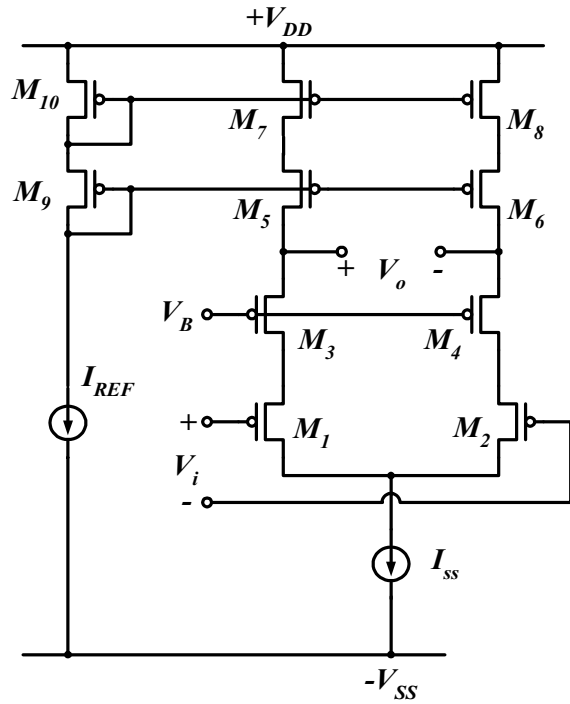 +V_DD
M_10
M_7
M_8
M_9
M_5
M_6
+ V_o -
V_B
M_3
M_4
I_REF
+
M_1
M_2
V_i
-
I_ss
-V_SS